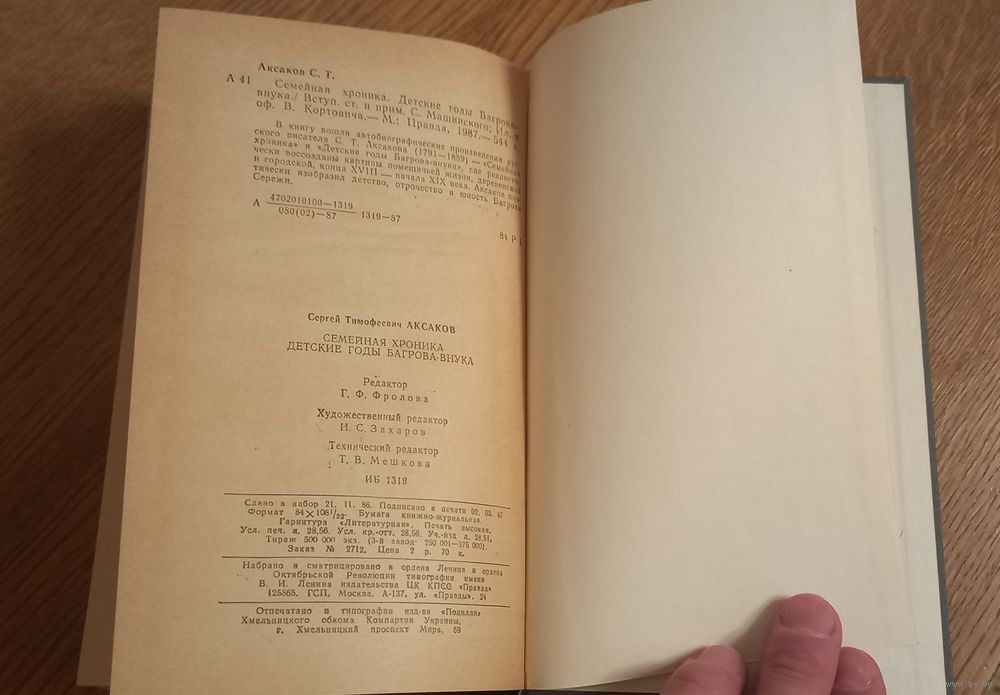 Аксаков С. Т.
А 41 Семейная хроника. Детские годы Багрова-
внука./ Вступ. ст. и прим. С. Машинского; Ил. и
оф. В. Кортовича.— М.: Правда, 1987.— 544 с.
В книгу вошли автобиографические произведения рус-
ского писателя С. Т. Аксакова (1791—1859) — «Семейная
хроника» и «Детские годы Багрова-внука», где реалисти-
чески воссозданы картины помещичьей жизни, деревенской
и городской, конца XVIII — начала XIX века. Аксаков поэ-
тически изобразил детство, отрочество и юность Багрова
Сережи.
А 4702010100—1319
080(02)—87 1319—87
84 Р 1
Сергей Тимофеевич АКСАКОВ
СЕМЕЙНАЯ ХРОНИКА
ДЕТСКИЕ ГОДЫ БАГРОВА-ВНУКА
Редактор
Г. Ф. Фролова
Художественный редактор
И. С. Захаров
Технический редактор
Т. В. Мешкова
ИБ 1319
Сдано в набор 21. 11. 86. Подписано к печати 02. 03. 87
Формат 84×108¹/₃₂. Бумага книжно-журнальная.
Гарнитура «Литературная». Печать высокая.
Усл. печ. л. 28,56. Усл. кр.-отт. 28,56. Уч.-изд. л. 28,51.
Тираж 500 000 экз. (3-й завод: 250 001—375 000).
Заказ № 2712. Цена 2 р. 70 к.
Набрано и сматрицировано в ордена Ленина и ордена
Октябрьской Революции типографии имени
В. И. Ленина издательства ЦК КПСС «Правда»
125865. ГСП, Москва. А-137. ул. «Правды». 24
Отпечатано в типографии изд-ва «Подилля»
Хмельницкого обкома Компартии Украины.
г. Хмельницкий проспект Мира, 59
www.ay.by